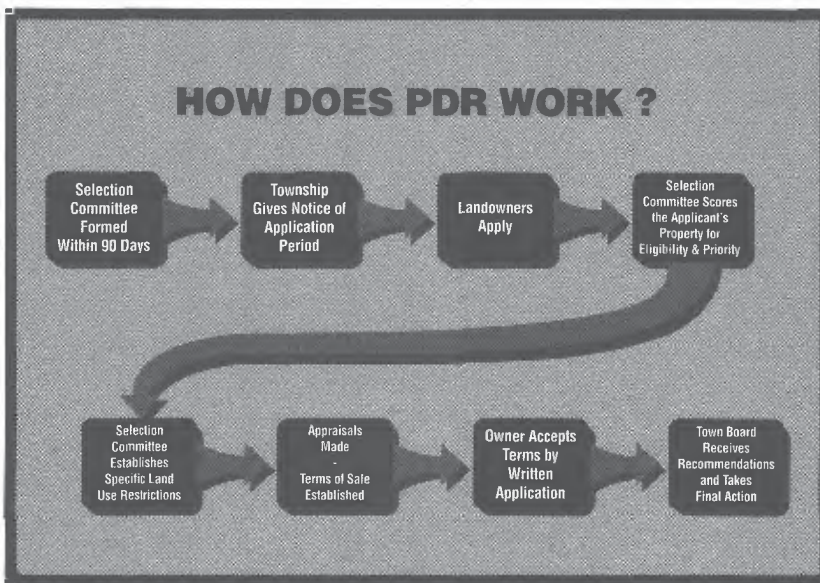 HOW DOES PDR WORK ?
Selection
Committee
Formed
Within 90 Days
Township
Gives Notice of
Application
Period
Landowners
Apply
Selection
Committee Scores
the Applicant's
Property for
Eligibility & Priority
Selection
Committee
Establishes
Specific Land
Use Restrictions
Appraisals
Made
-
Terms of Safe
Established
Owner Accepts
Terms by
Written
Application
Town Board
Receives
Recommendations
and Takes
Final Action